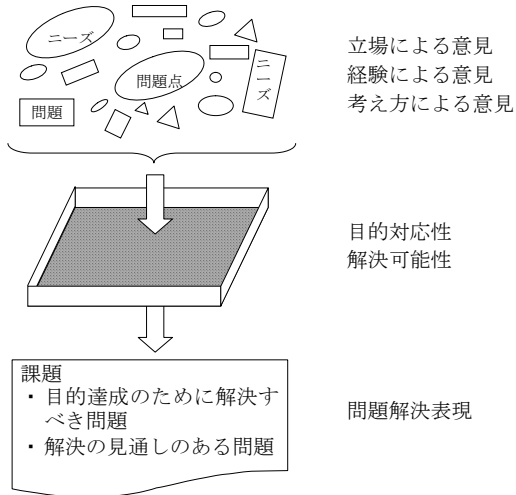 ニーズ
問題点
ニーズ
問題
立場による意見
経験による意見
考え方による意見
目的対応性
解決可能性
課題
・目的達成のために解決す
べき問題
・解決の見通しのある問題
問題解決表現